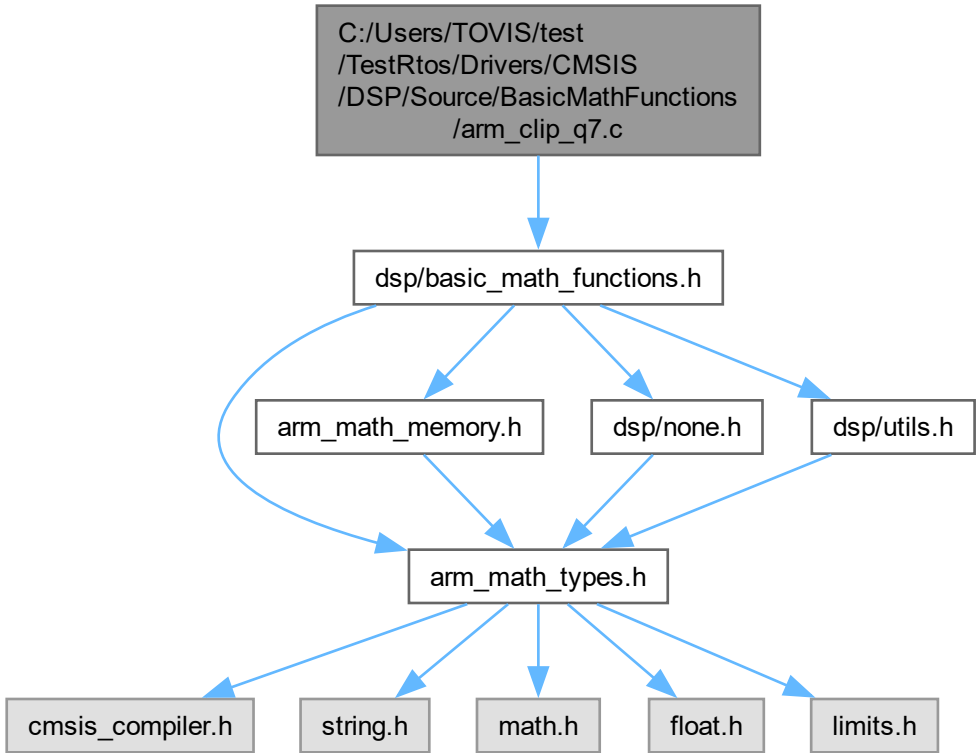 C:/Users/TOVIS/test
/TestRtos/Drivers/CMSIS
/DSP/Source/BasicMathFunctions
/arm_clip_q7.c
dsp/basic_math_functions.h
arm_math_memory.h
dsp/none.h
dsp/utils.h
arm_math_types.h
cmsis_compiler.h
string.h
math.h
float.h
limits.h